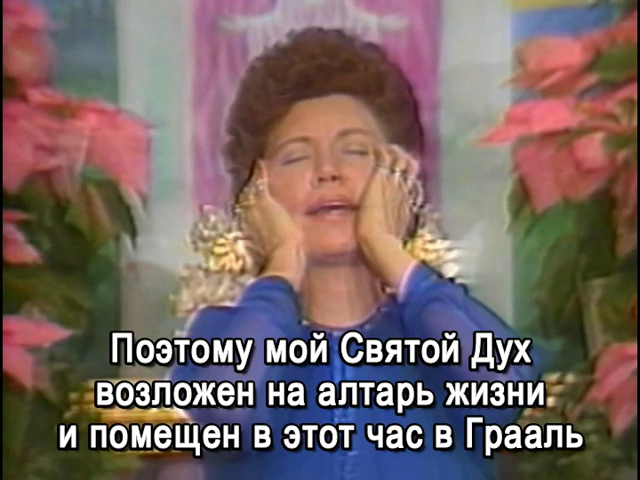 Поэтому мой Святой Дух
возложен на алтарь жизни
и помещен в этот час в Грааль